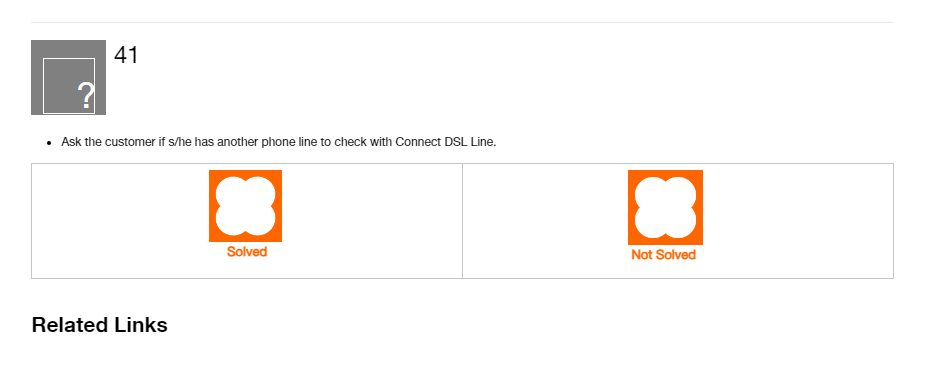 41
?
Ask the customer if s/he has another phone line to check with Connect DSL Line.
Solved
Not Solved
Related Links